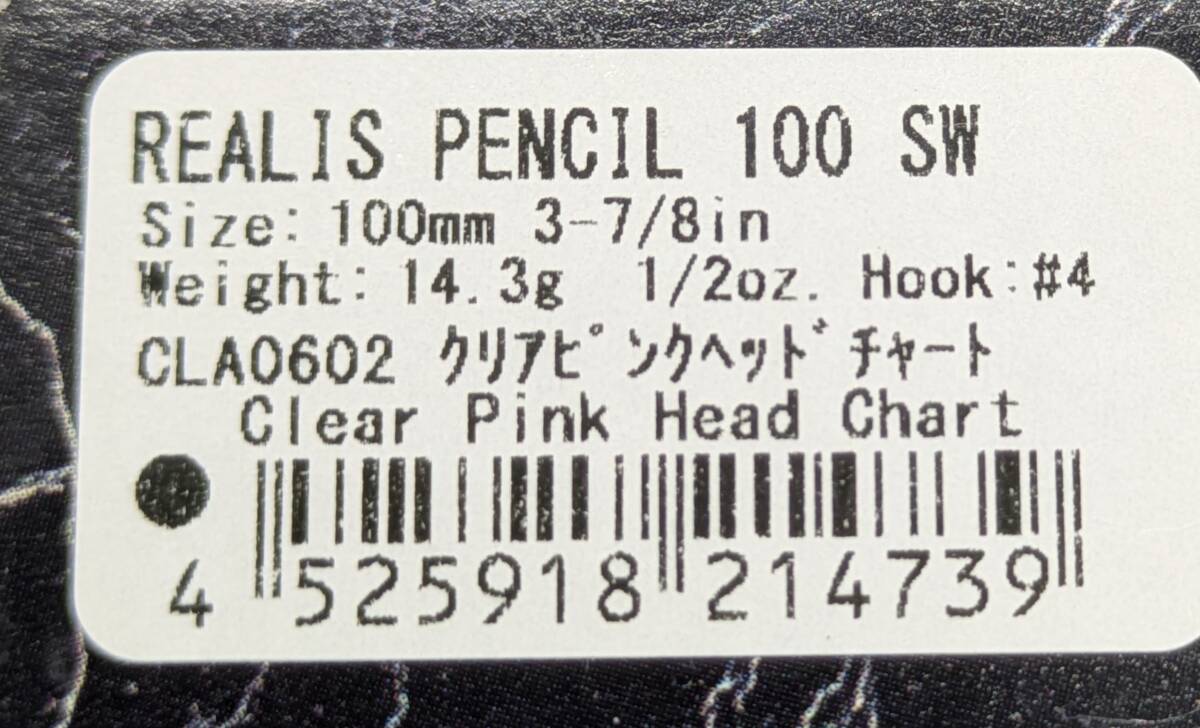 REALIS PENCIL 100 SW
Size: 100mm 3-7/8in
Weight: 14.3g 1/2oz. Hook:#4
CLA0602 ｸﾘｱﾋﾟﾝｸﾍｯﾄﾞﾁｬｰﾄ
Clear Pink Head Chart
4 525918 214739